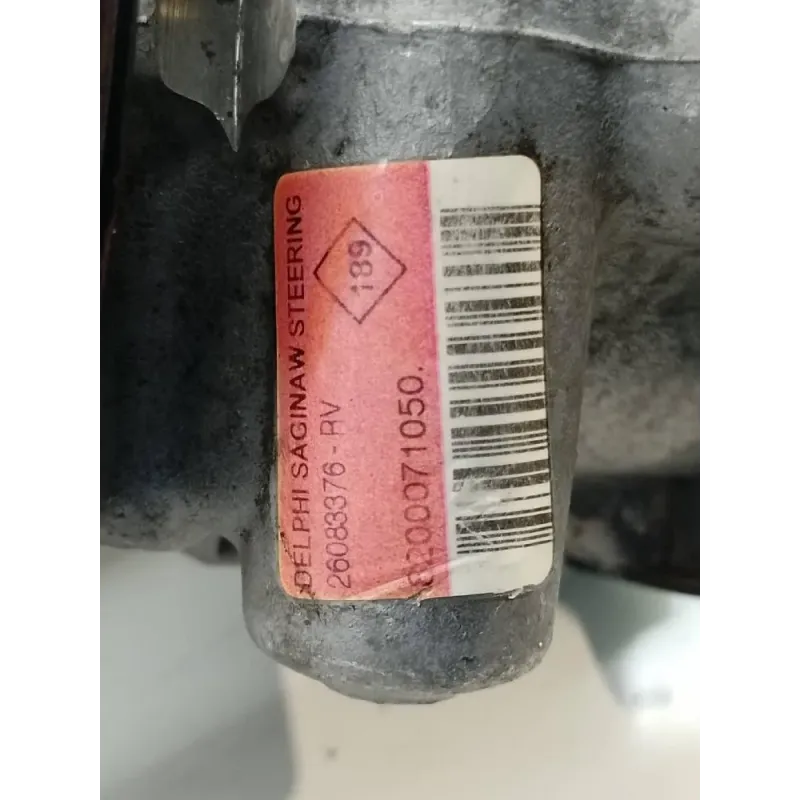 189
DELPHI SAGINAW STEERING
26083376-RV
8200071050.